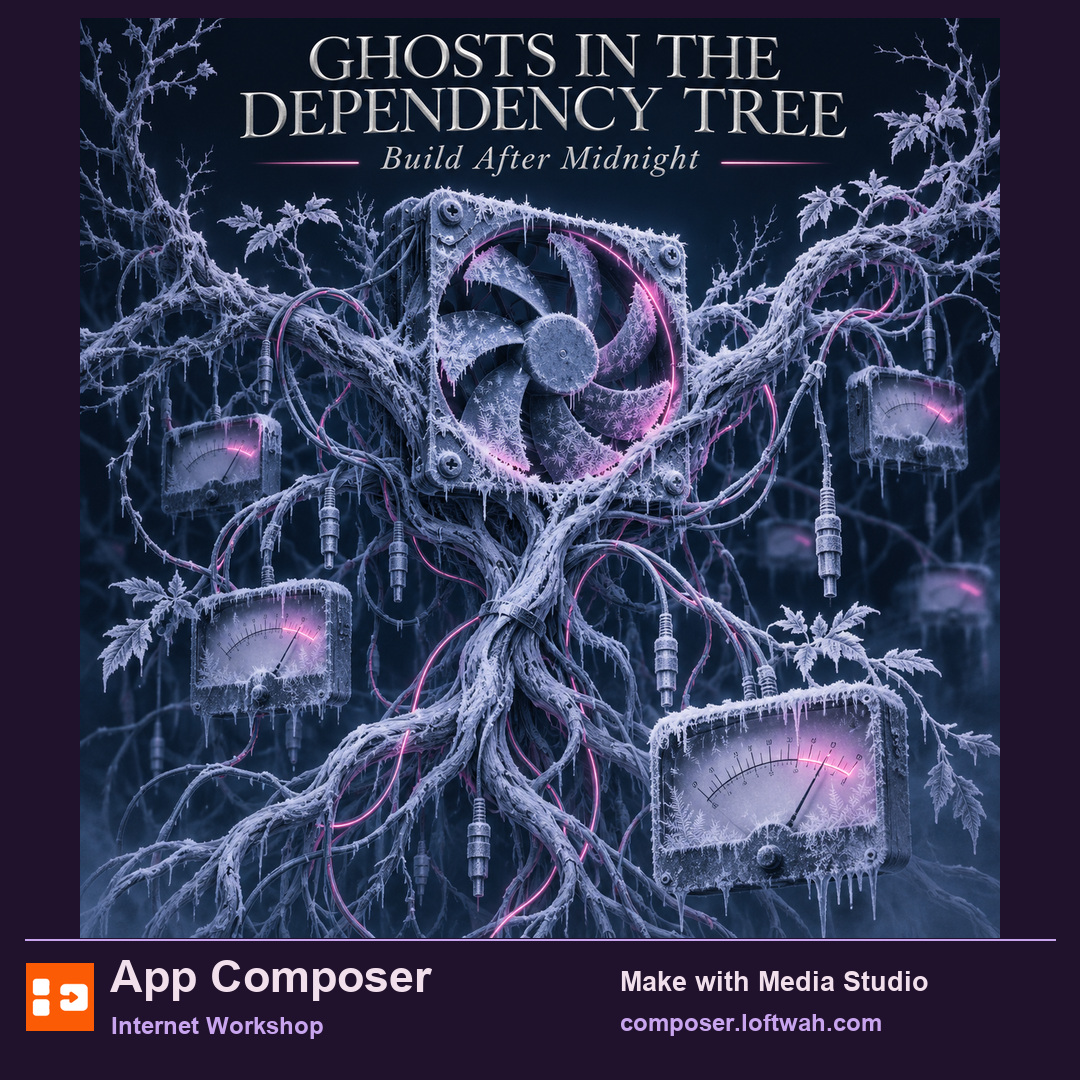 GHOSTS IN THE
DEPENDENCY TREE
Build After Midnight
App Composer
Internet Workshop
Make with Media Studio
composer.loftwah.com